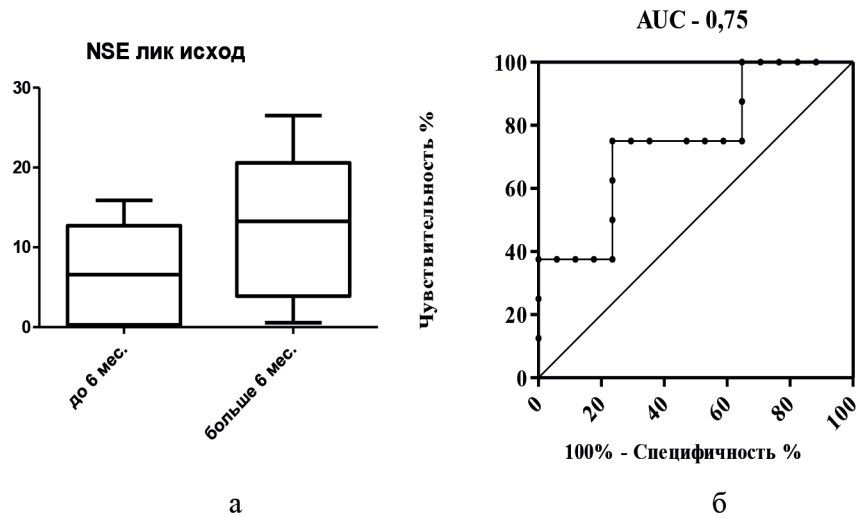 NSE лик исход
30
20
10
0
до 6 мес.
больше 6 мес.
а
AUC - 0,75
Чувствительность %
100
80
60
40
20
0
0 20 40 60 80 100
100% - Специфичность %
б